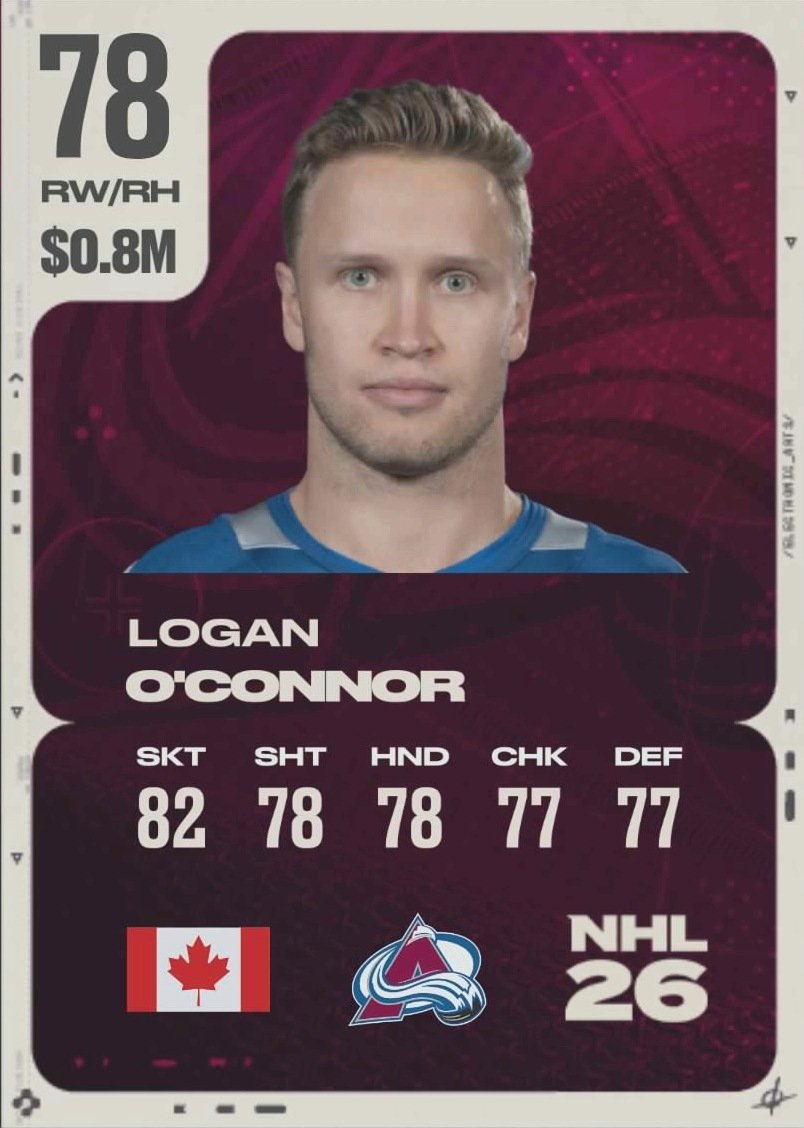 78
RW/RH
$0.8M
/ELECTRONIC_ARTS/
LOGAN
O'CONNOR
SKT SHT HND CHK DEF
82 78 78 77 77
NHL
26